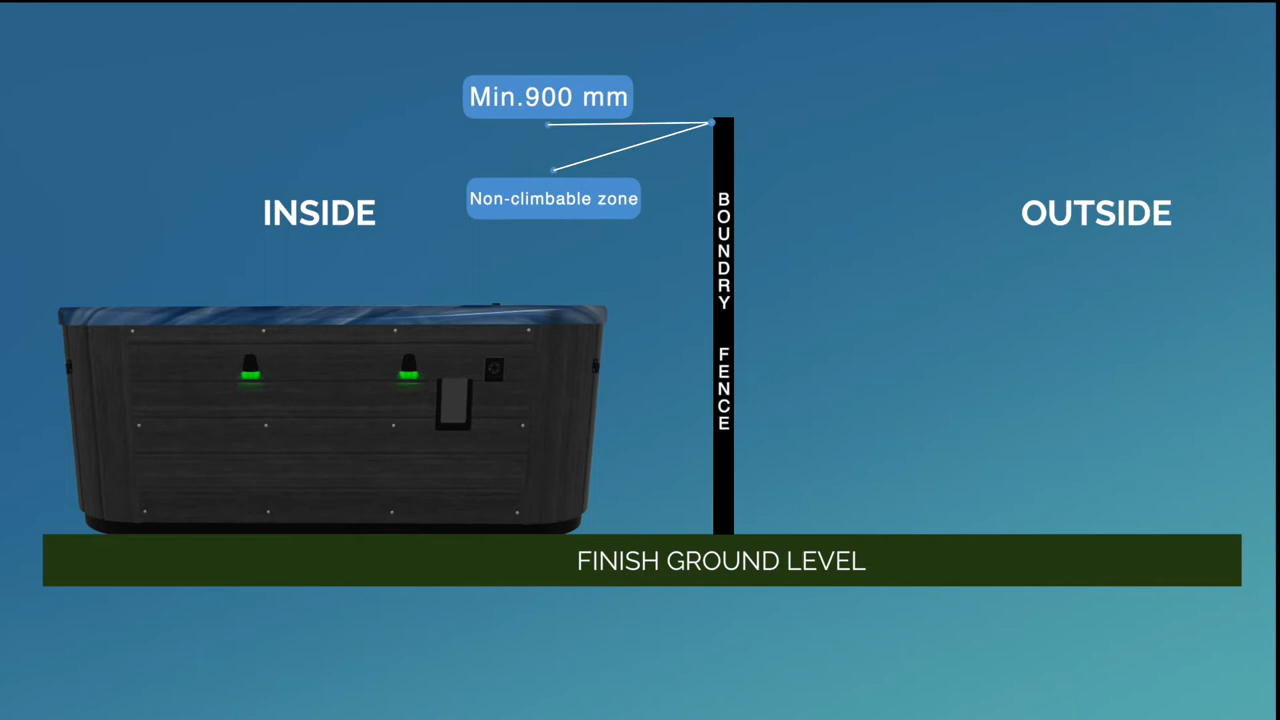 Min.900 mm
Non-climbable zone
INSIDE
OUTSIDE
BOUNDRY FENCE
FINISH GROUND LEVEL